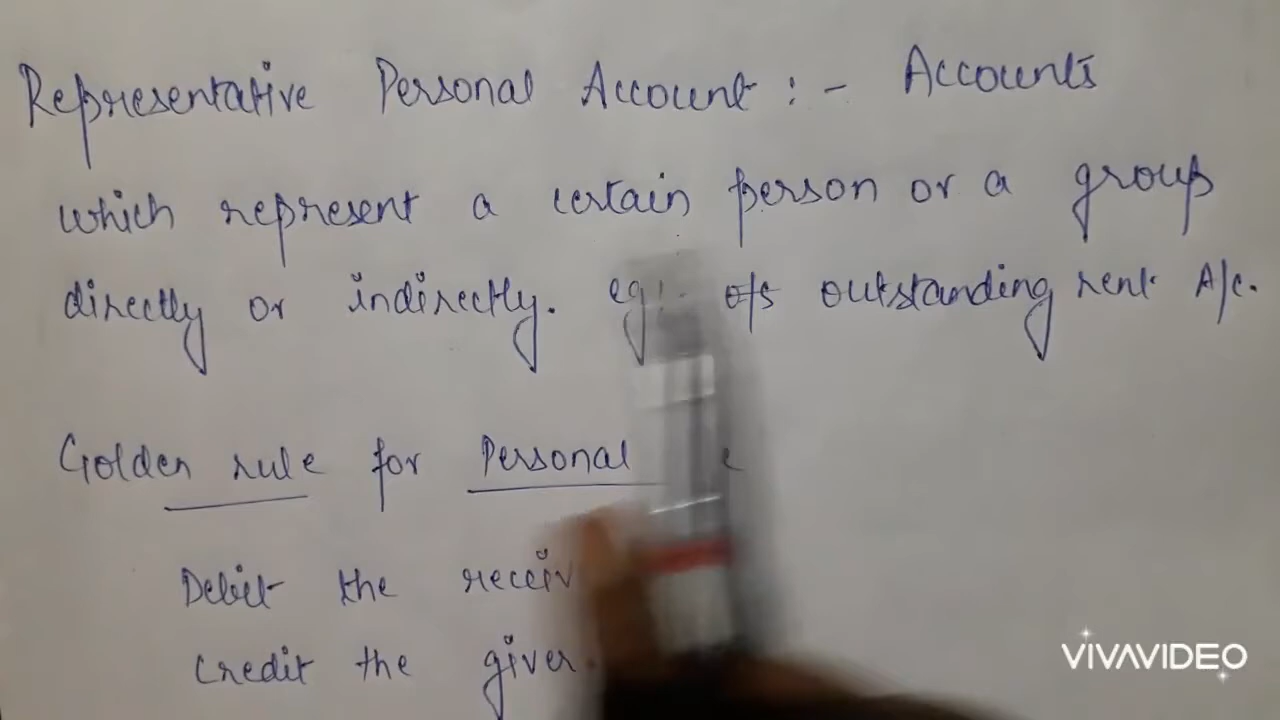 Representative Personal Account :- Accounts
which represent a certain person or a group
directly or indirectly. eg:- o/s outstanding rent A/c.
Golden rule for Personal
Debit the
Credit the giver.
VIVAVIDEO